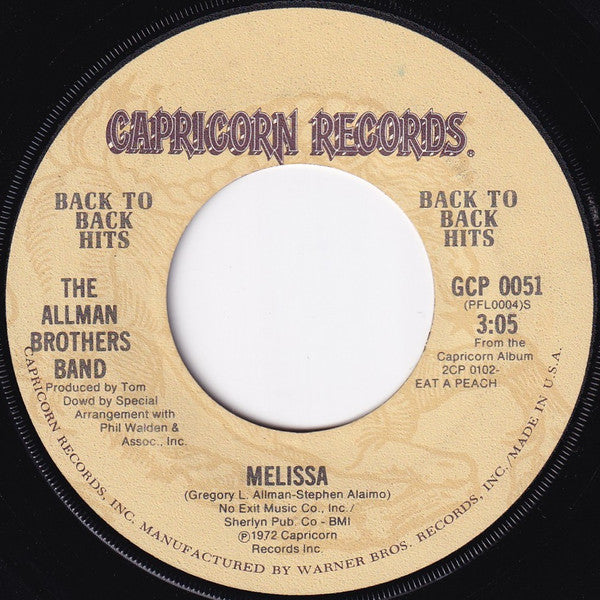 CAPRICORN RECORDS®
BACK TO
BACK
HITS
BACK TO
BACK
HITS
THE
ALLMAN
BROTHERS
BAND
Produced by Tom
Dowd by Special
Arrangement with
Phil Walden &
Assoc., Inc.
GCP 0051
(PFL0004)S
3:05
From the
Capricorn Album
2CP 0102-
EAT A PEACH
MELISSA
(Gregory L. Allman-Stephen Alaimo)
No Exit Music Co., Inc./
Sherlyn Pub. Co - BMI
Ⓟ1972 Capricorn
Records Inc.
CAPRICORN RECORDS, INC. MANUFACTURED BY WARNER BROS. RECORDS, INC./MADE IN U.S.A.